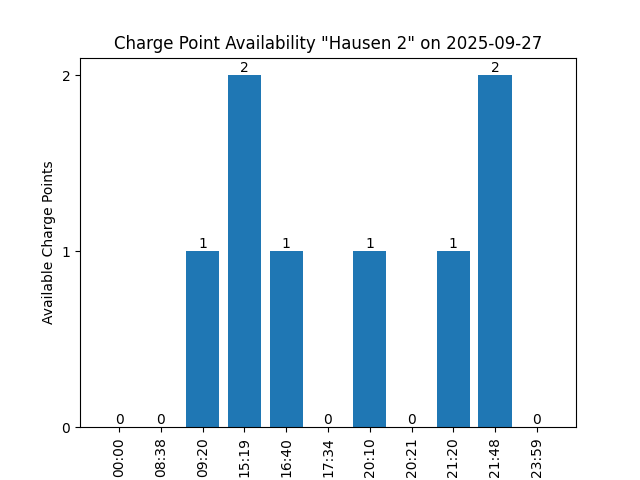 Charge Point Availability "Hausen 2" on 2025-09-27
Available Charge Points
2
1
0
0 0 1 2 1 0 1 0 1 2 0
00:00 08:38 09:20 15:19 16:40 17:34 20:10 20:21 21:20 21:48 23:59